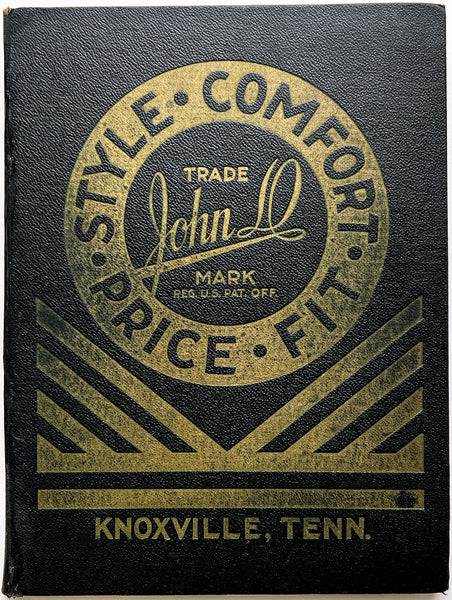 STYLE • COMFORT • FIT • PRICE •
TRADE
John D
MARK
REG. U.S. PAT. OFF.
KNOXVILLE, TENN.